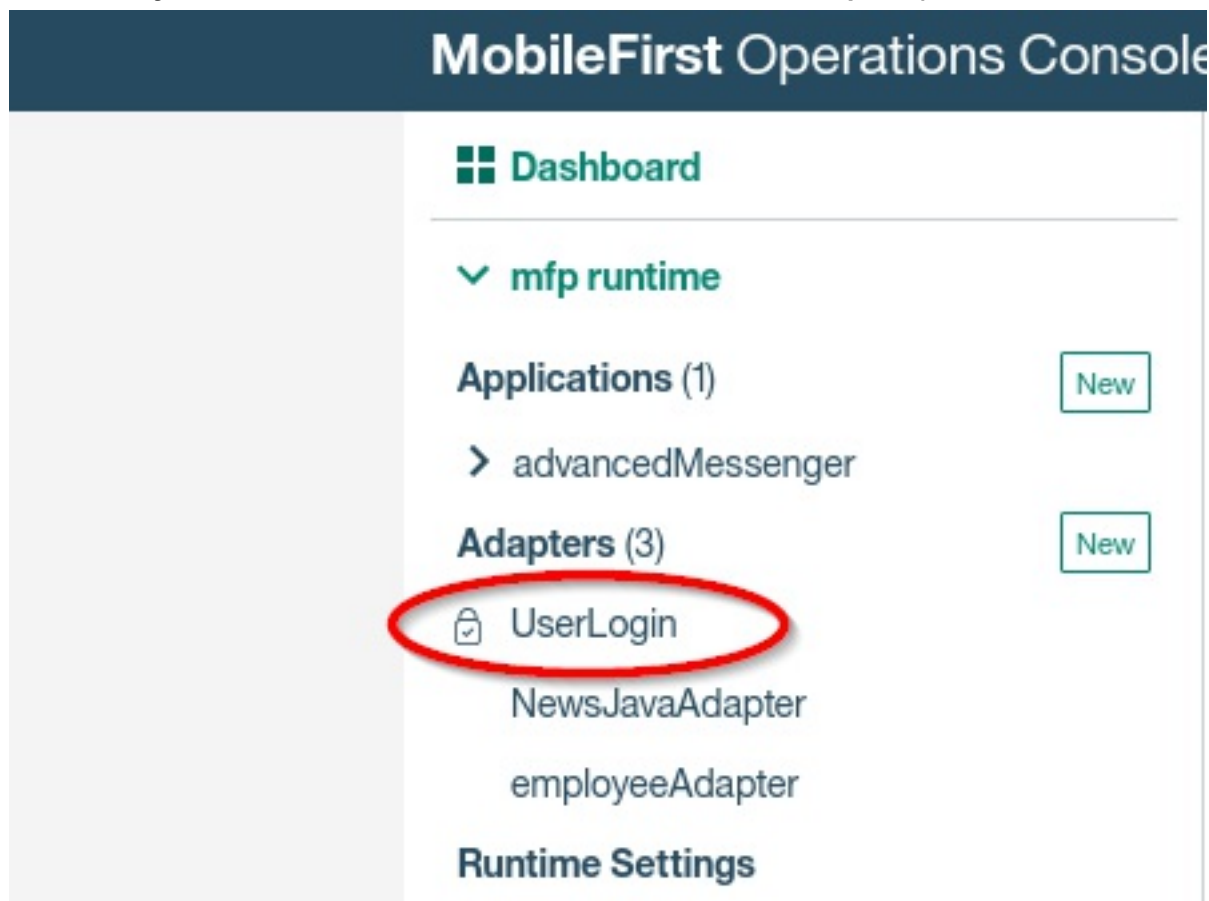 MobileFirst Operations Console
Dashboard
mfp runtime
Applications (1) New
advancedMessenger
Adapters (3) New
UserLogin
NewsJavaAdapter
employeeAdapter
Runtime Settings